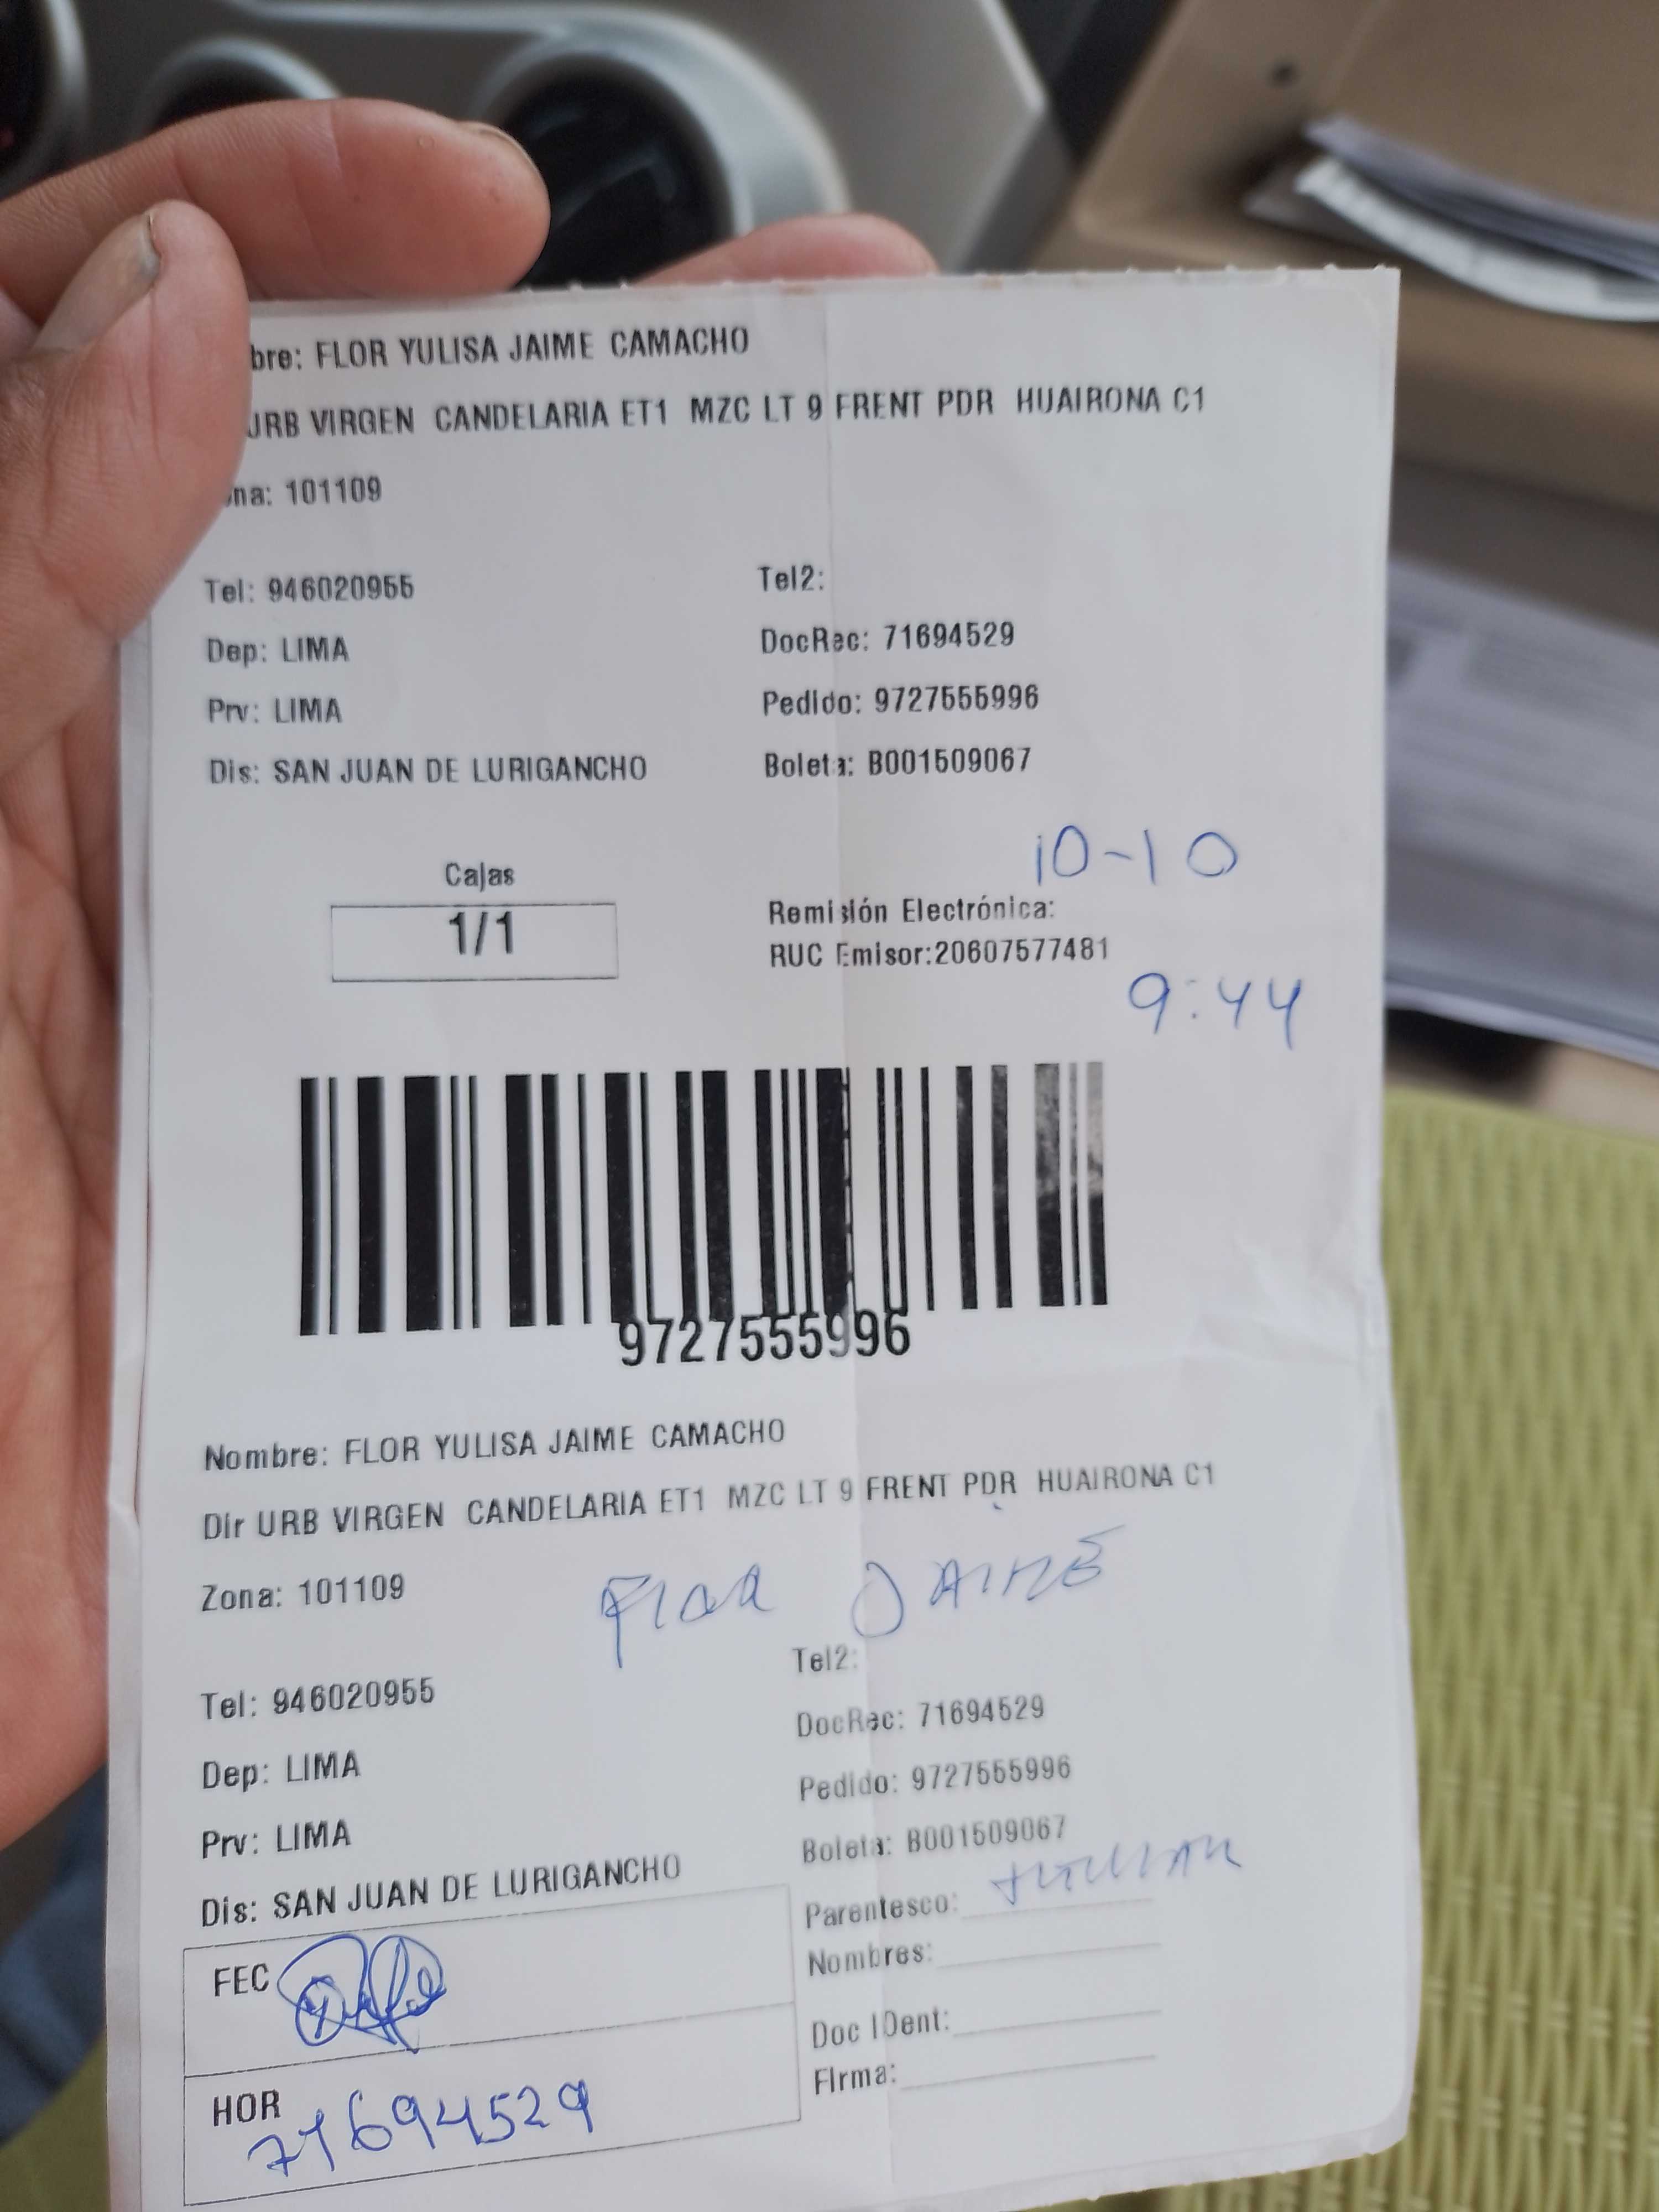 bre: FLOR YULISA JAIME CAMACHO
URB VIRGEN CANDELARIA ET1 MZC LT 9 FRENT PDR HUAIRONA C1
na: 101109
Tel: 946020955
Tel2:
Dep: LIMA
DocRec: 71694529
Prv: LIMA
Pedido: 9727555996
Dis: SAN JUAN DE LURIGANCHO
Boleta: B001509067
10-10
Cajas
1/1
Remisión Electrónica:
RUC Emisor:20607577481
9:44
9727555996
Nombre: FLOR YULISA JAIME CAMACHO
Dir URB VIRGEN CANDELARIA ET1 MZC LT 9 FRENT PDR HUAIRONA C1
Zona: 101109
Flor JAIME
Tel2:
Tel: 946020955
DocRec: 71694529
Dep: LIMA
Pedido: 9727555996
Prv: LIMA
Boleta: B001509067
Dis: SAN JUAN DE LURIGANCHO
Parentesco:
Nombres:
FEC
Doc IDent:
Firma:
HOR
71694529